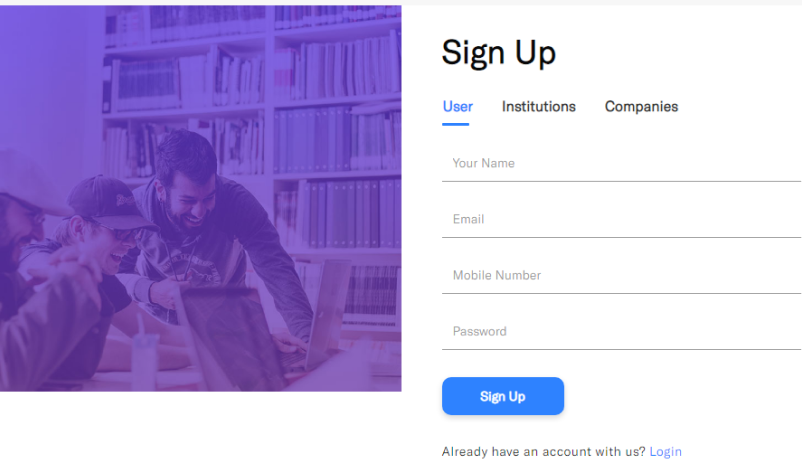 Sign Up
User Institutions Companies
Your Name
Email
Mobile Number
Password
Sign Up
Already have an account with us? Login